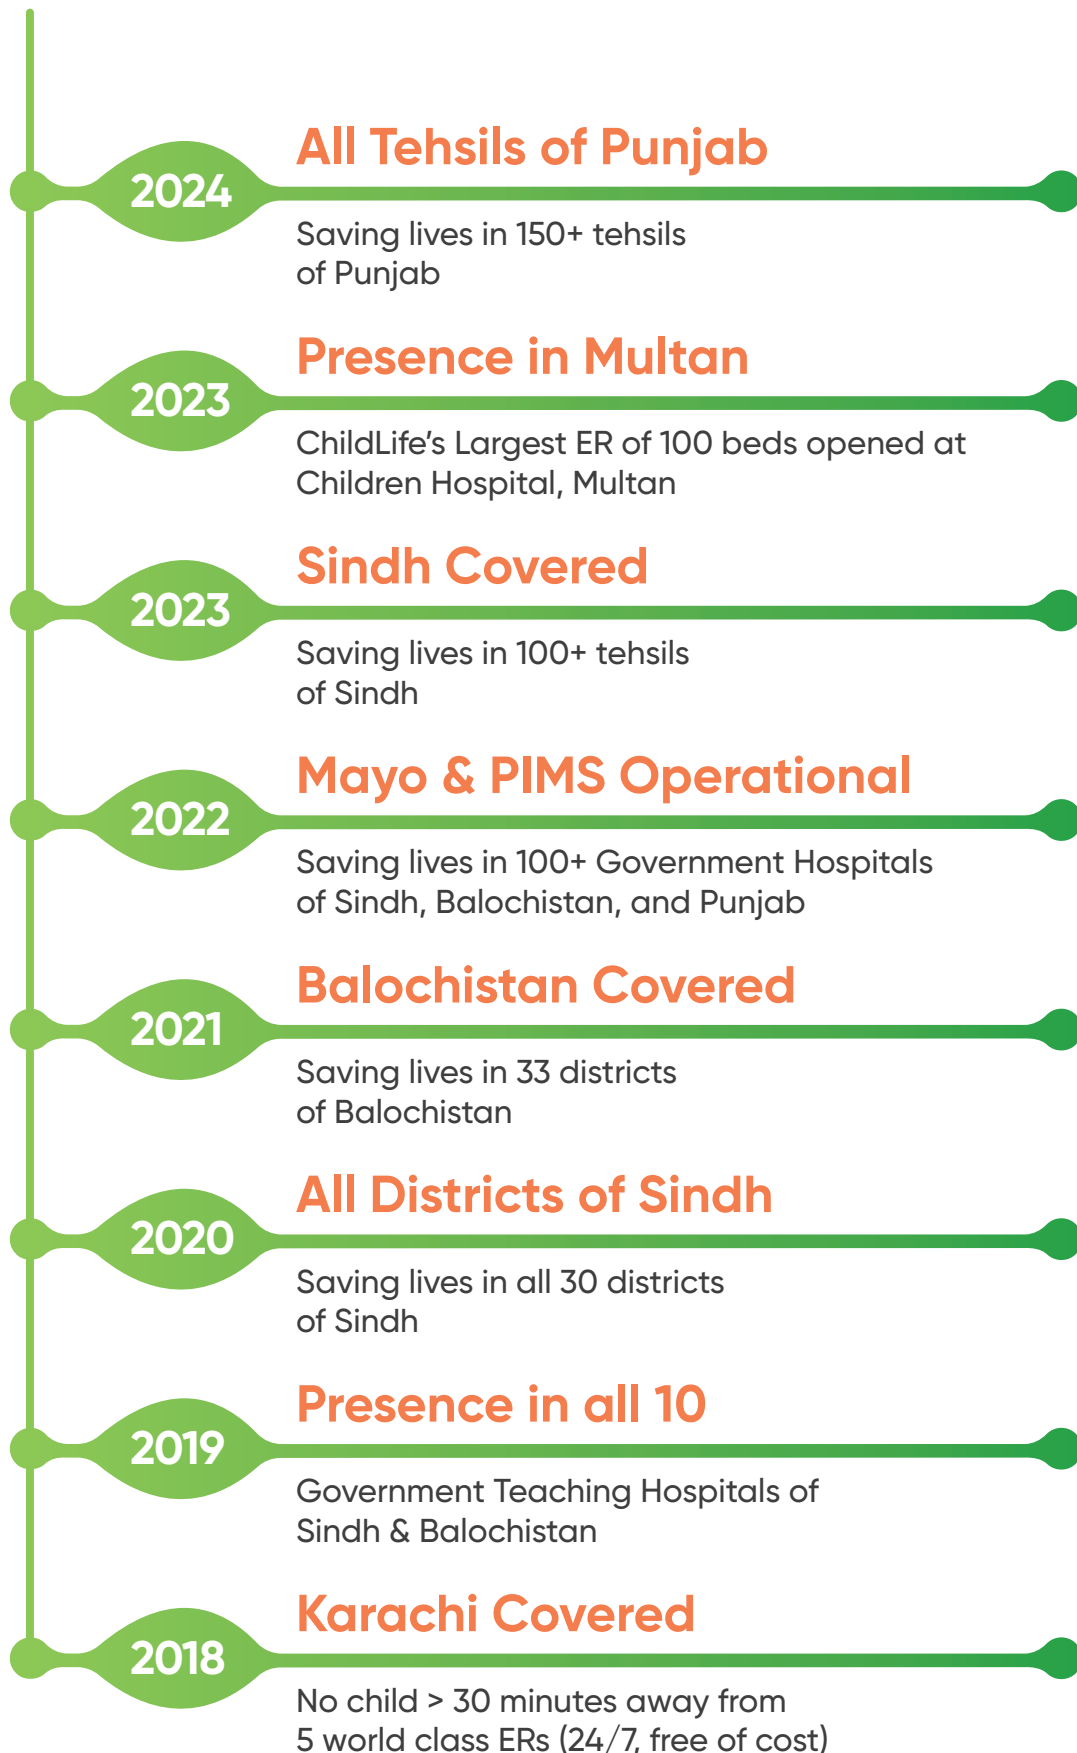 All Tehsils of Punjab
2024
Saving lives in 150+ tehsils
of Punjab
Presence in Multan
2023
ChildLife’s Largest ER of 100 beds opened at
Children Hospital, Multan
Sindh Covered
2023
Saving lives in 100+ tehsils
of Sindh
Mayo & PIMS Operational
2022
Saving lives in 100+ Government Hospitals
of Sindh, Balochistan, and Punjab
Balochistan Covered
2021
Saving lives in 33 districts
of Balochistan
All Districts of Sindh
2020
Saving lives in all 30 districts
of Sindh
Presence in all 10
2019
Government Teaching Hospitals of
Sindh & Balochistan
Karachi Covered
2018
No child > 30 minutes away from
5 world class ERs (24/7, free of cost)